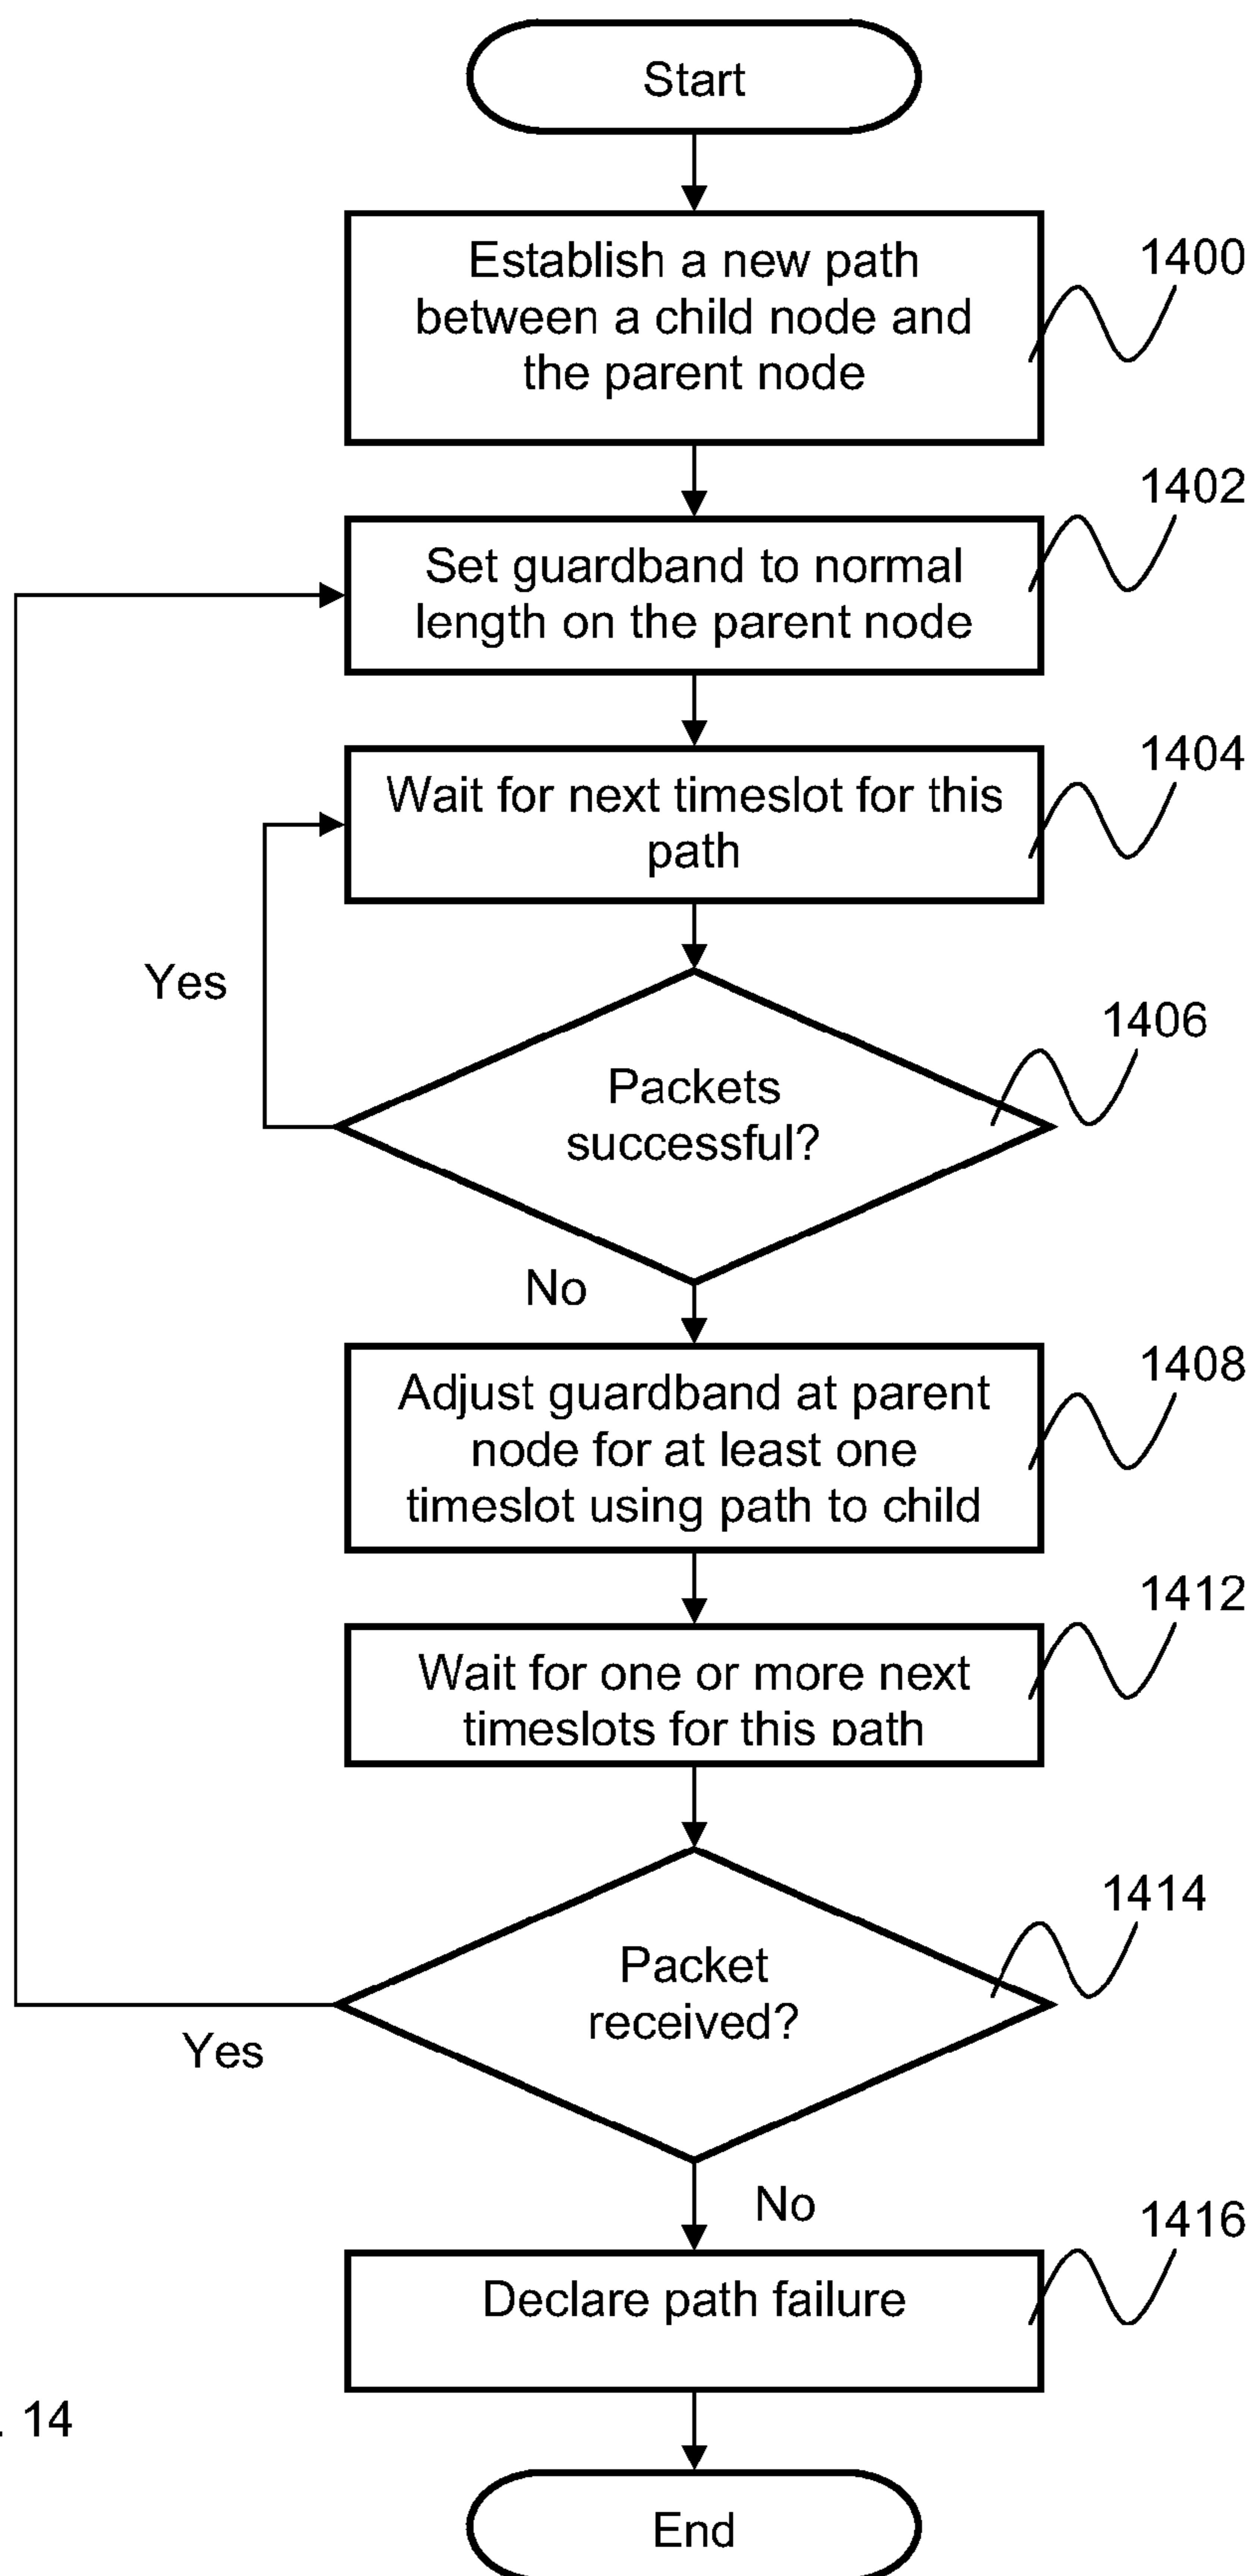 Start
Establish a new path
between a child node and
the parent node
1400
1402
Set guardband to normal
length on the parent node
1404
Wait for next timeslot for this
path
Yes
1406
Packets
successful?
No
1408
Adjust guardband at parent
node for at least one
timeslot using path to child
1412
Wait for one or more next
timeslots for this path
1414
Packet
received?
Yes
No
1416
Declare path failure
. 14
End